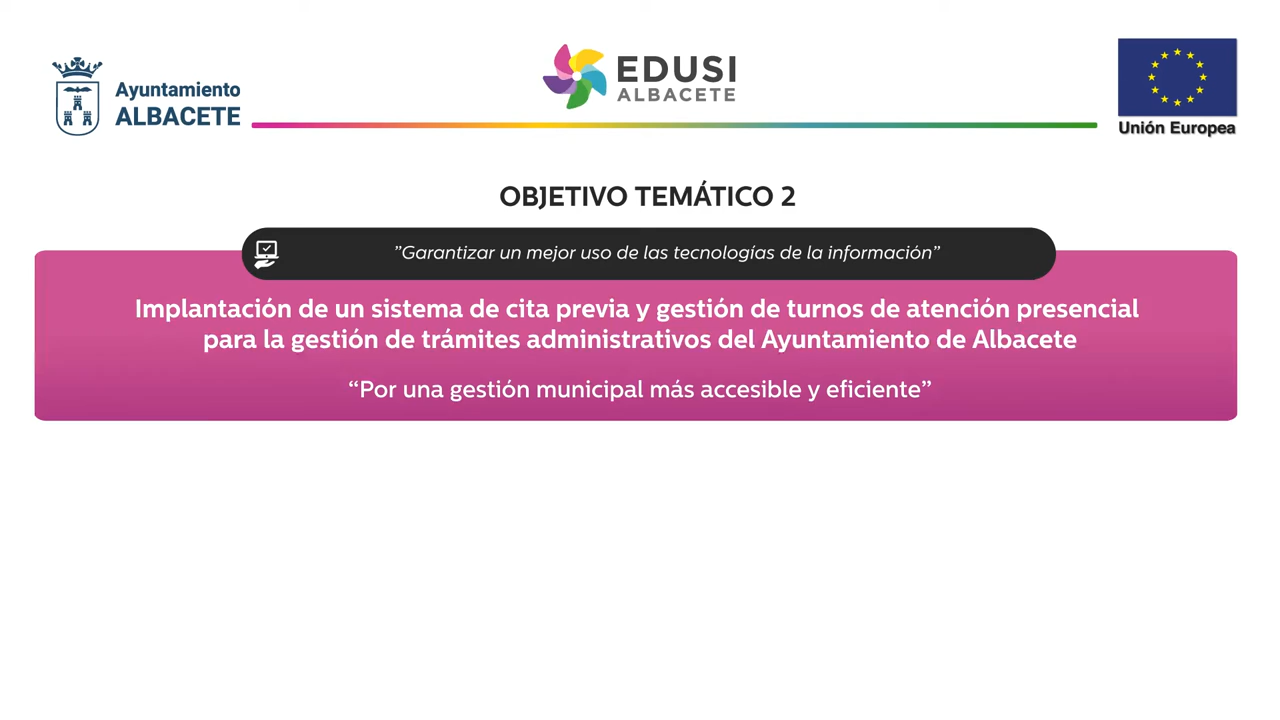 Ayuntamiento
ALBACETE
EDUSI
ALBACETE
Unión Europea
OBJETIVO TEMÁTICO 2
”Garantizar un mejor uso de las tecnologías de la información”
Implantación de un sistema de cita previa y gestión de turnos de atención presencial
para la gestión de trámites administrativos del Ayuntamiento de Albacete
“Por una gestión municipal más accesible y eficiente”